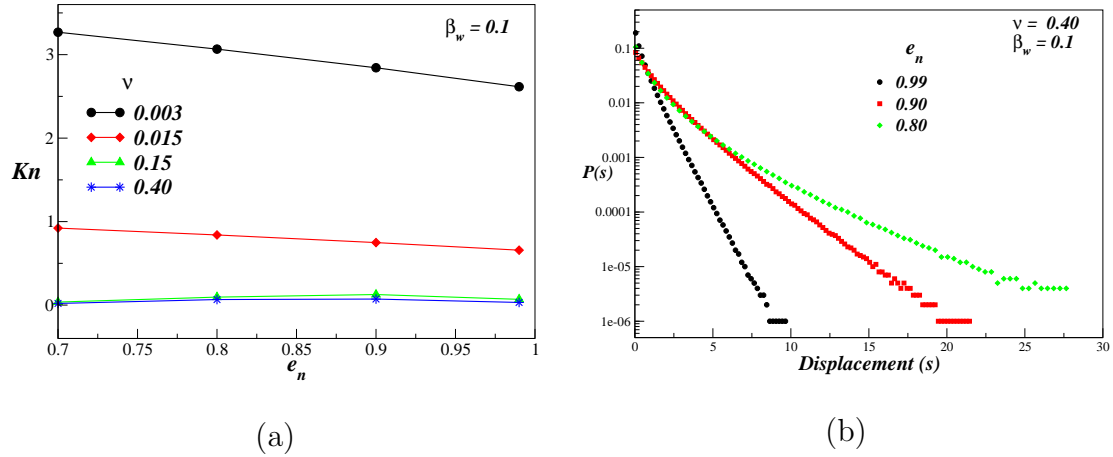 β_w = 0.1
3
2
1
0
Kn
ν
0.003
0.015
0.15
0.40
0.7
0.75
0.8
0.85
0.9
0.95
1
e_n
(a)
ν = 0.40
β_w = 0.1
0.1
0.01
0.001
0.0001
1e-05
1e-06
P(s)
e_n
0.99
0.90
0.80
0
5
10
15
20
25
30
Displacement (s)
(b)